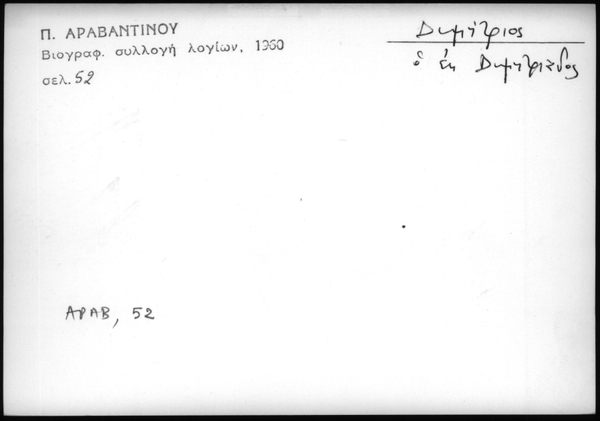 Π. ΑΡΑΒΑΝΤΙΝΟΥ
Βιογραφ. συλλογή λογίων, 1960
σελ. 52
Δημήτριος
ὁ ἐκ Δημητριάδος
ΑΡΑΒ, 52